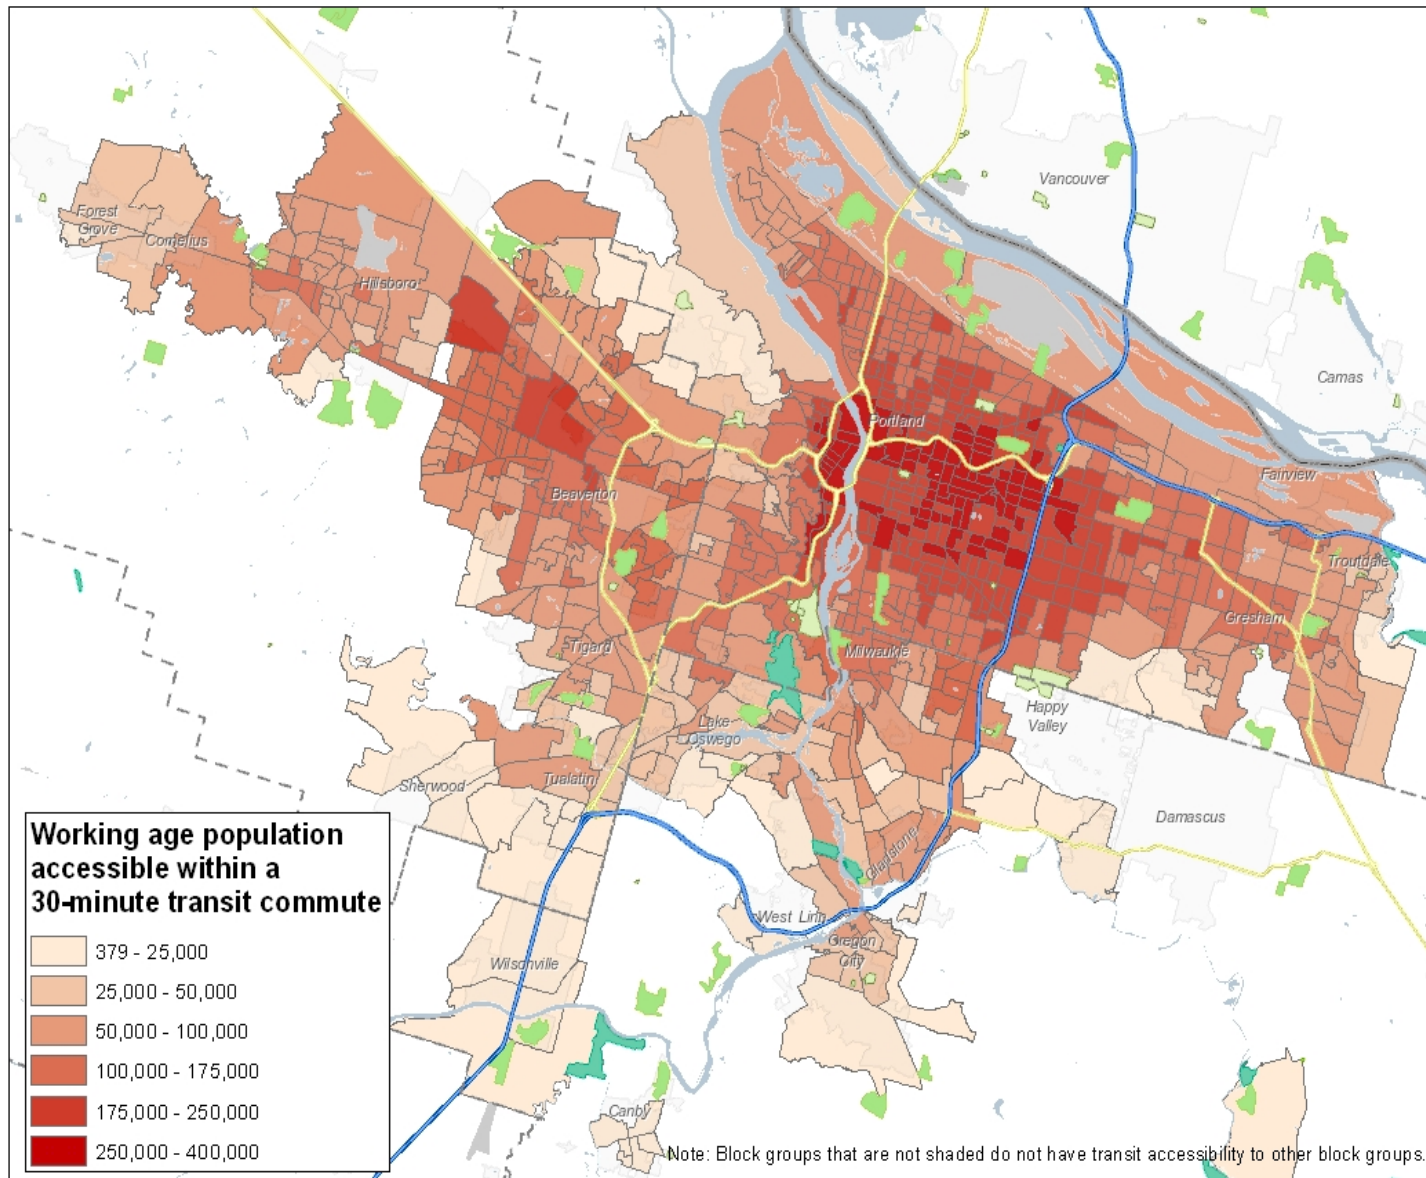 Vancouver
Forest
Grove
Cornelius
Hillsboro
Camas
Portland
Fairview
Beaverton
Troutdale
Gresham
Tigard
Milwaukie
Happy
Valley
Lake
Oswego
Sherwood
Tualatin
Damascus
Gladstone
West Linn
Oregon
City
Wilsonville
Canby
Working age population
accessible within a
30-minute transit commute
379 - 25,000
25,000 - 50,000
50,000 - 100,000
100,000 - 175,000
175,000 - 250,000
250,000 - 400,000
Note: Block groups that are not shaded do not have transit accessibility to other block groups.